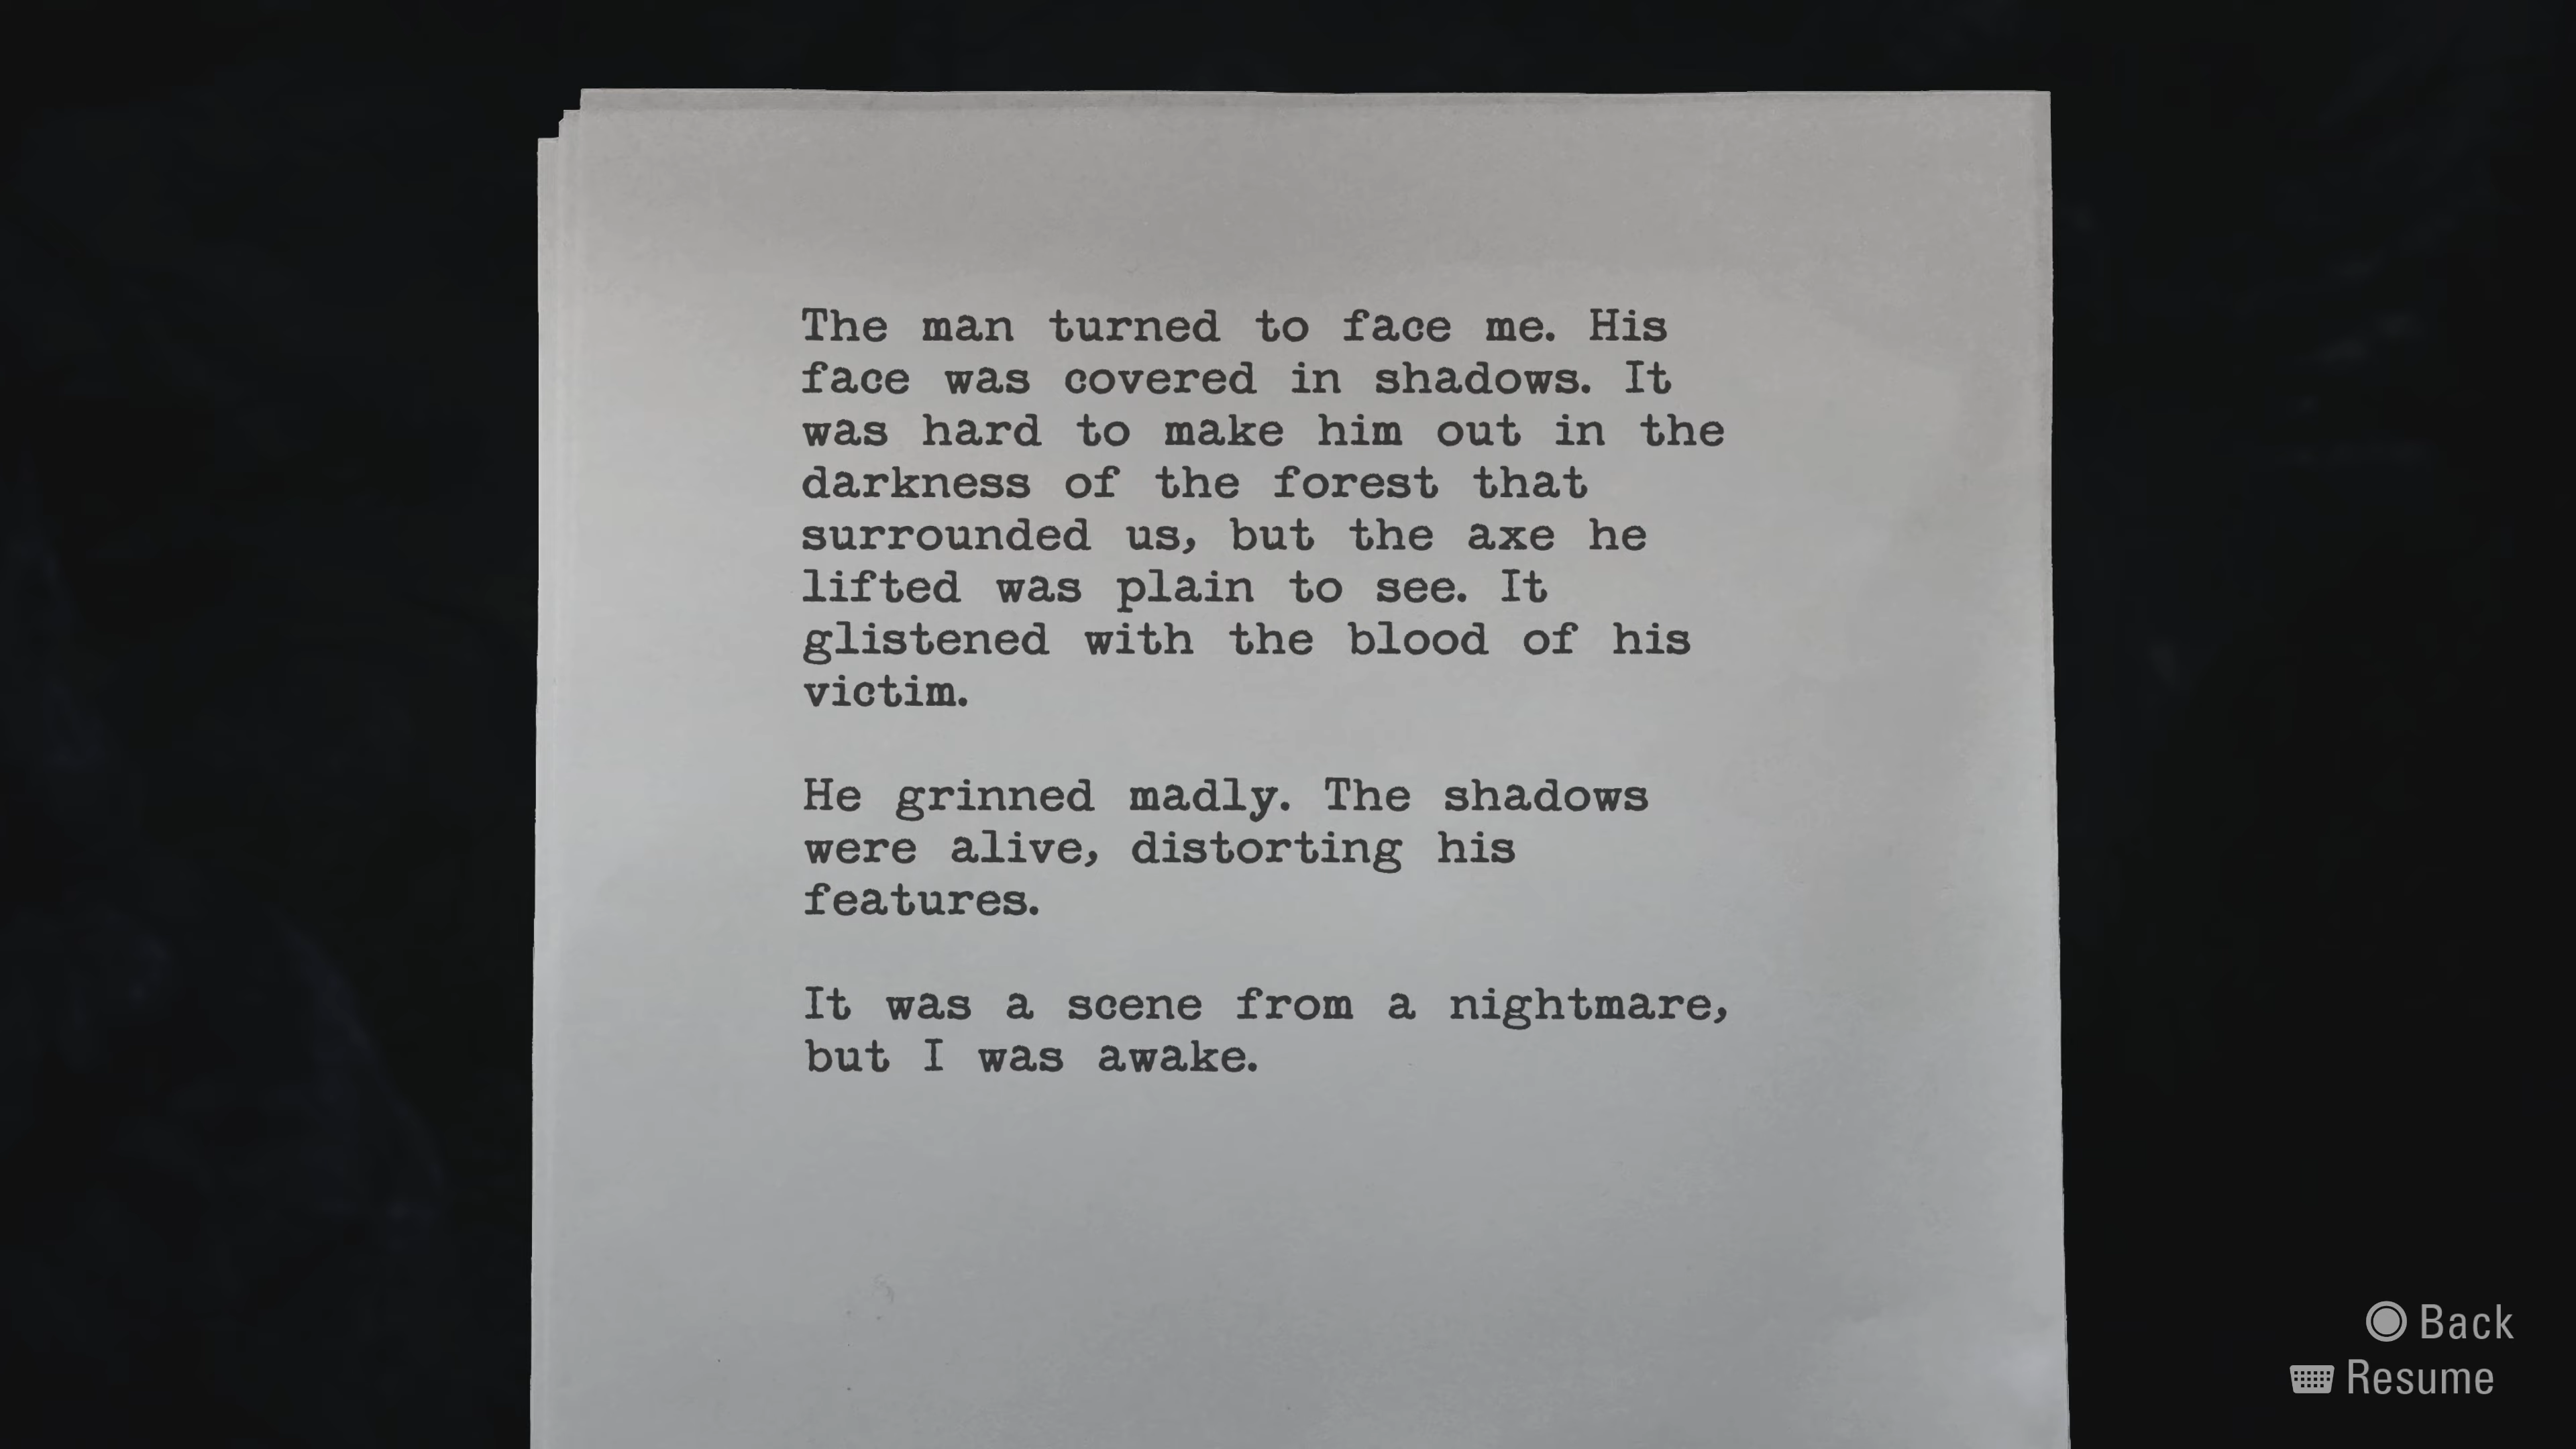 The man turned to face me. His
face was covered in shadows. It
was hard to make him out in the
darkness of the forest that
surrounded us, but the axe he
lifted was plain to see. It
glistened with the blood of his
victim.
He grinned madly. The shadows
were alive, distorting his
features.
It was a scene from a nightmare,
but I was awake.
Back
Resume